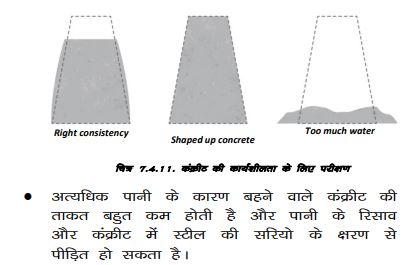 Right consistency
Shaped up concrete
Too much water
चित्र 7.4.11. कंक्रीट की कार्यशीलता के लिए परीक्षण
● अत्यधिक पानी के कारण बहने वाले कंक्रीट की
ताकत बहुत कम होती है और पानी के रिसाव
और कंक्रीट में स्टील की सरियो के क्षरण से
पीड़ित हो सकता है।